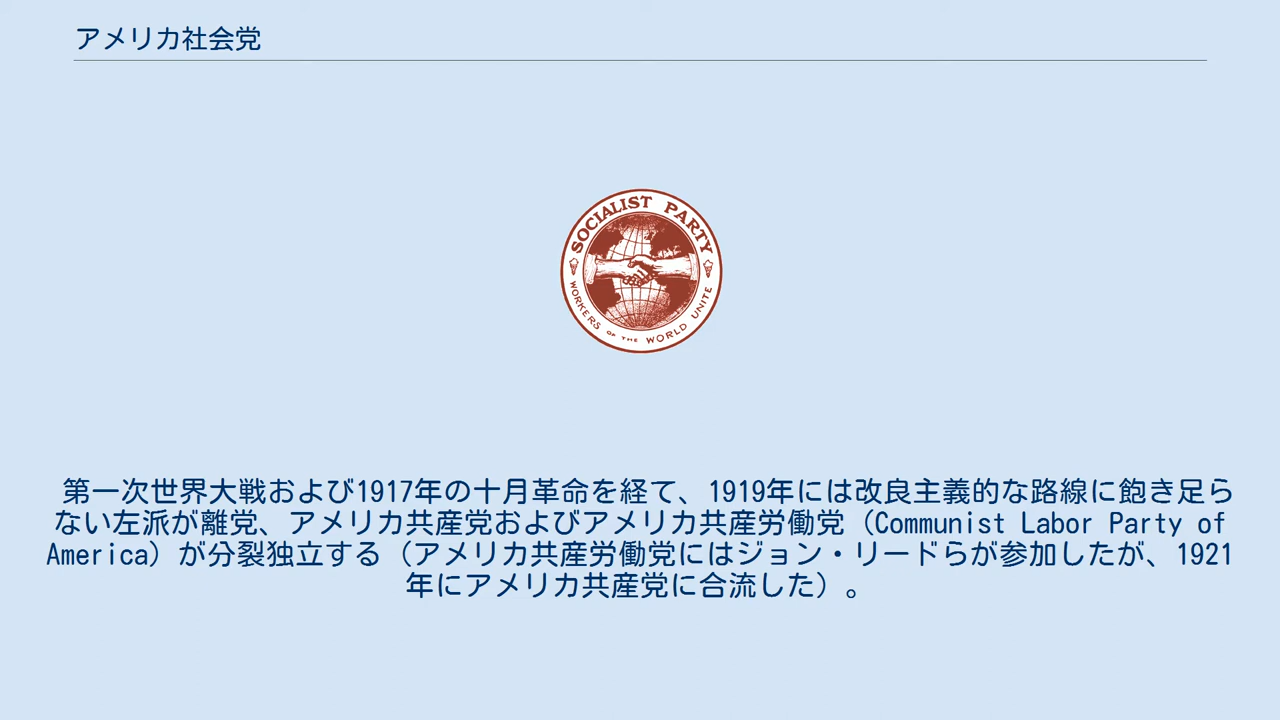 アメリカ社会党
SOCIALIST PARTY
WORKERS OF THE WORLD UNITE
第一次世界大戦および1917年の十月革命を経て、1919年には改良主義的な路線に飽き足ら
ない左派が離党、アメリカ共産党およびアメリカ共産労働党（Communist Labor Party of
America）が分裂独立する（アメリカ共産労働党にはジョン・リードらが参加したが、1921
年にアメリカ共産党に合流した）。